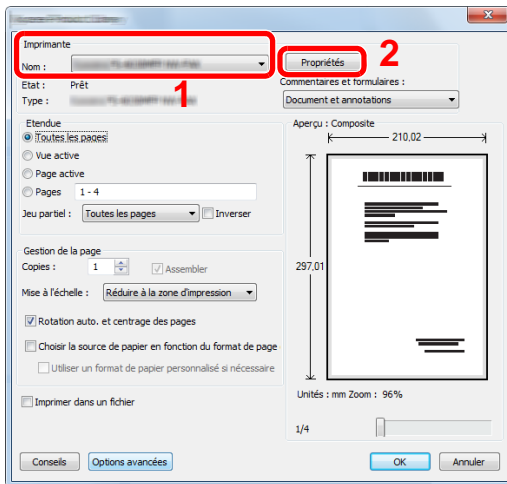 Imprimante
Nom :
Propriétés
2
1
Etat : Prêt
Type :
Commentaires et formulaires :
Document et annotations
Etendue
Toutes les pages
Vue active
Page active
Pages 1 - 4
Jeu partiel : Toutes les pages Inverser
Aperçu : Composite
210,02
297,01
Gestion de la page
Copies : 1 Assembler
Mise à l'échelle : Réduire à la zone d'impression
Rotation auto. et centrage des pages
Choisir la source de papier en fonction du format de page
Utiliser un format de papier personnalisé si nécessaire
Imprimer dans un fichier
Unités : mm Zoom : 96%
1/4
Conseils
Options avancées
OK
Annuler